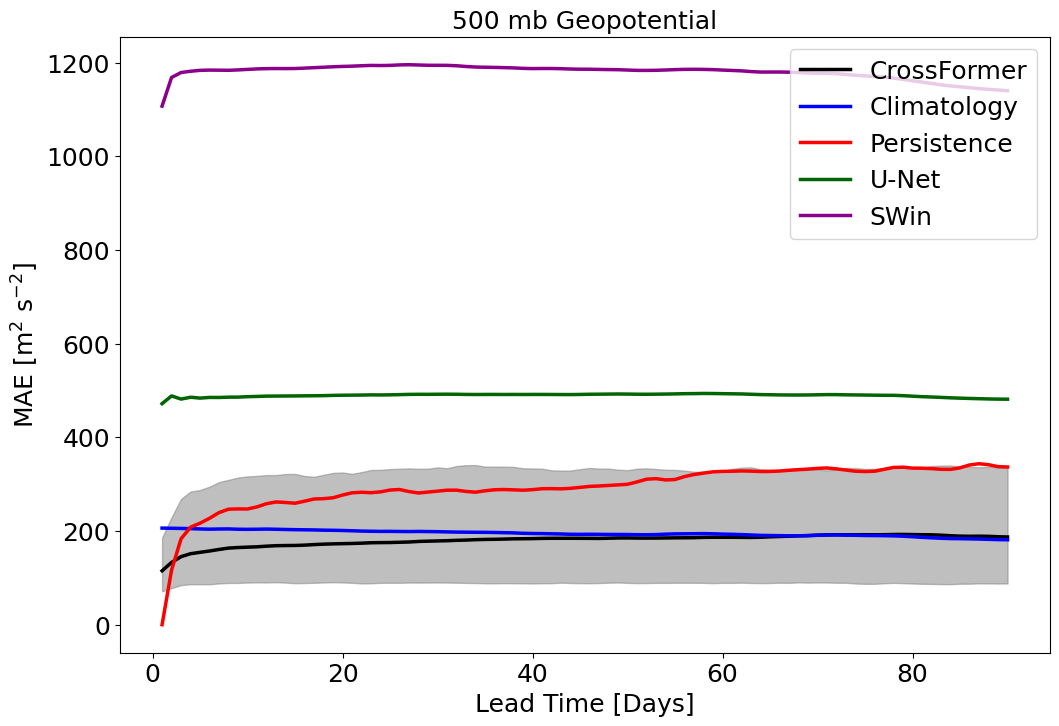 500 mb Geopotential
1200
1000
800
600
400
200
0
MAE [m² s⁻²]
CrossFormer
Climatology
Persistence
U-Net
SWin
0 20 40 60 80
Lead Time [Days]